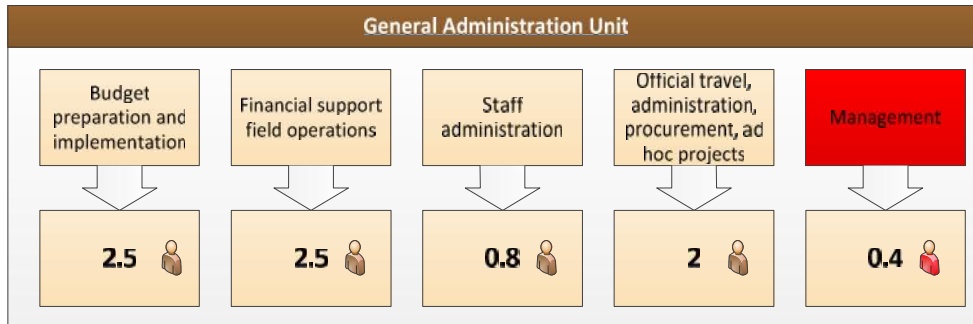 General Administration Unit
Budget
preparation and
implementation
Financial support
field operations
Staff
administration
Official travel,
administration,
procurement, ad
hoc projects
Management
2.5
2.5
0.8
2
0.4